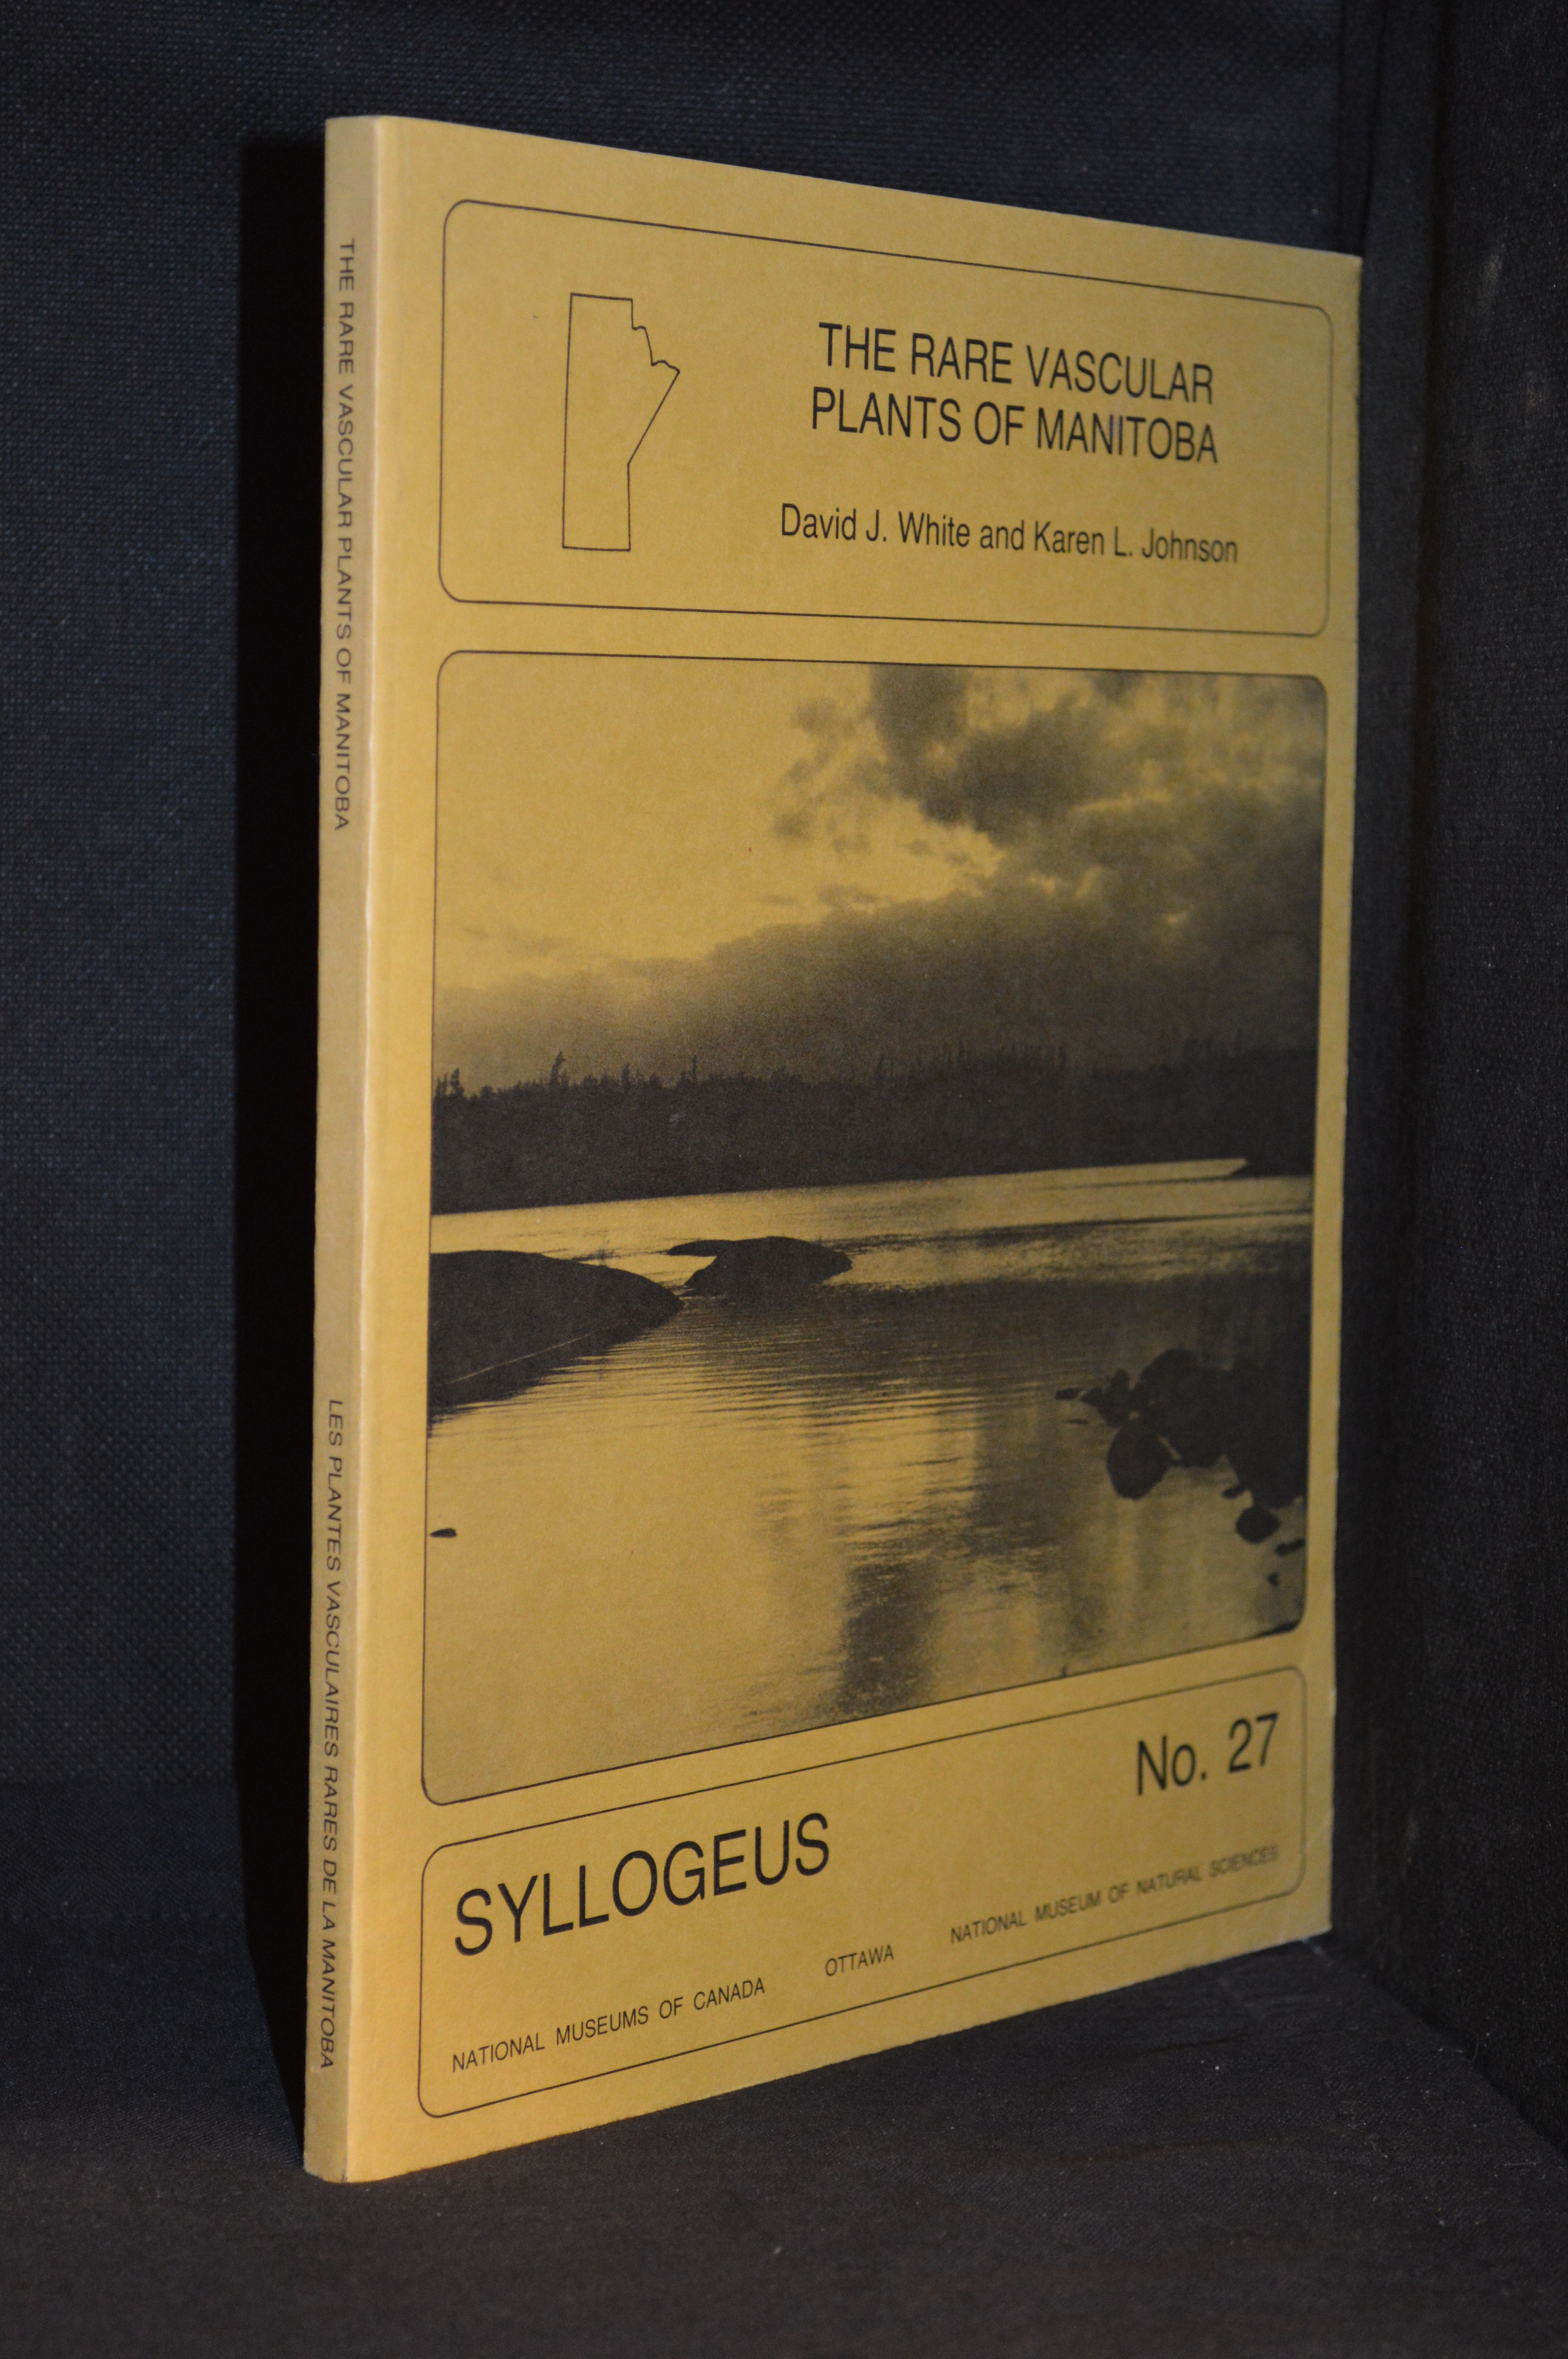 THE RARE VASCULAR PLANTS OF MANITOBA
LES PLANTES VASCULAIRES RARES DE LA MANITOBA
THE RARE VASCULAR
PLANTS OF MANITOBA
David J. White and Karen L. Johnson
No. 27
SYLLOGEUS
NATIONAL MUSEUMS OF CANADA OTTAWA NATIONAL MUSEUM OF NATURAL SCIENCES